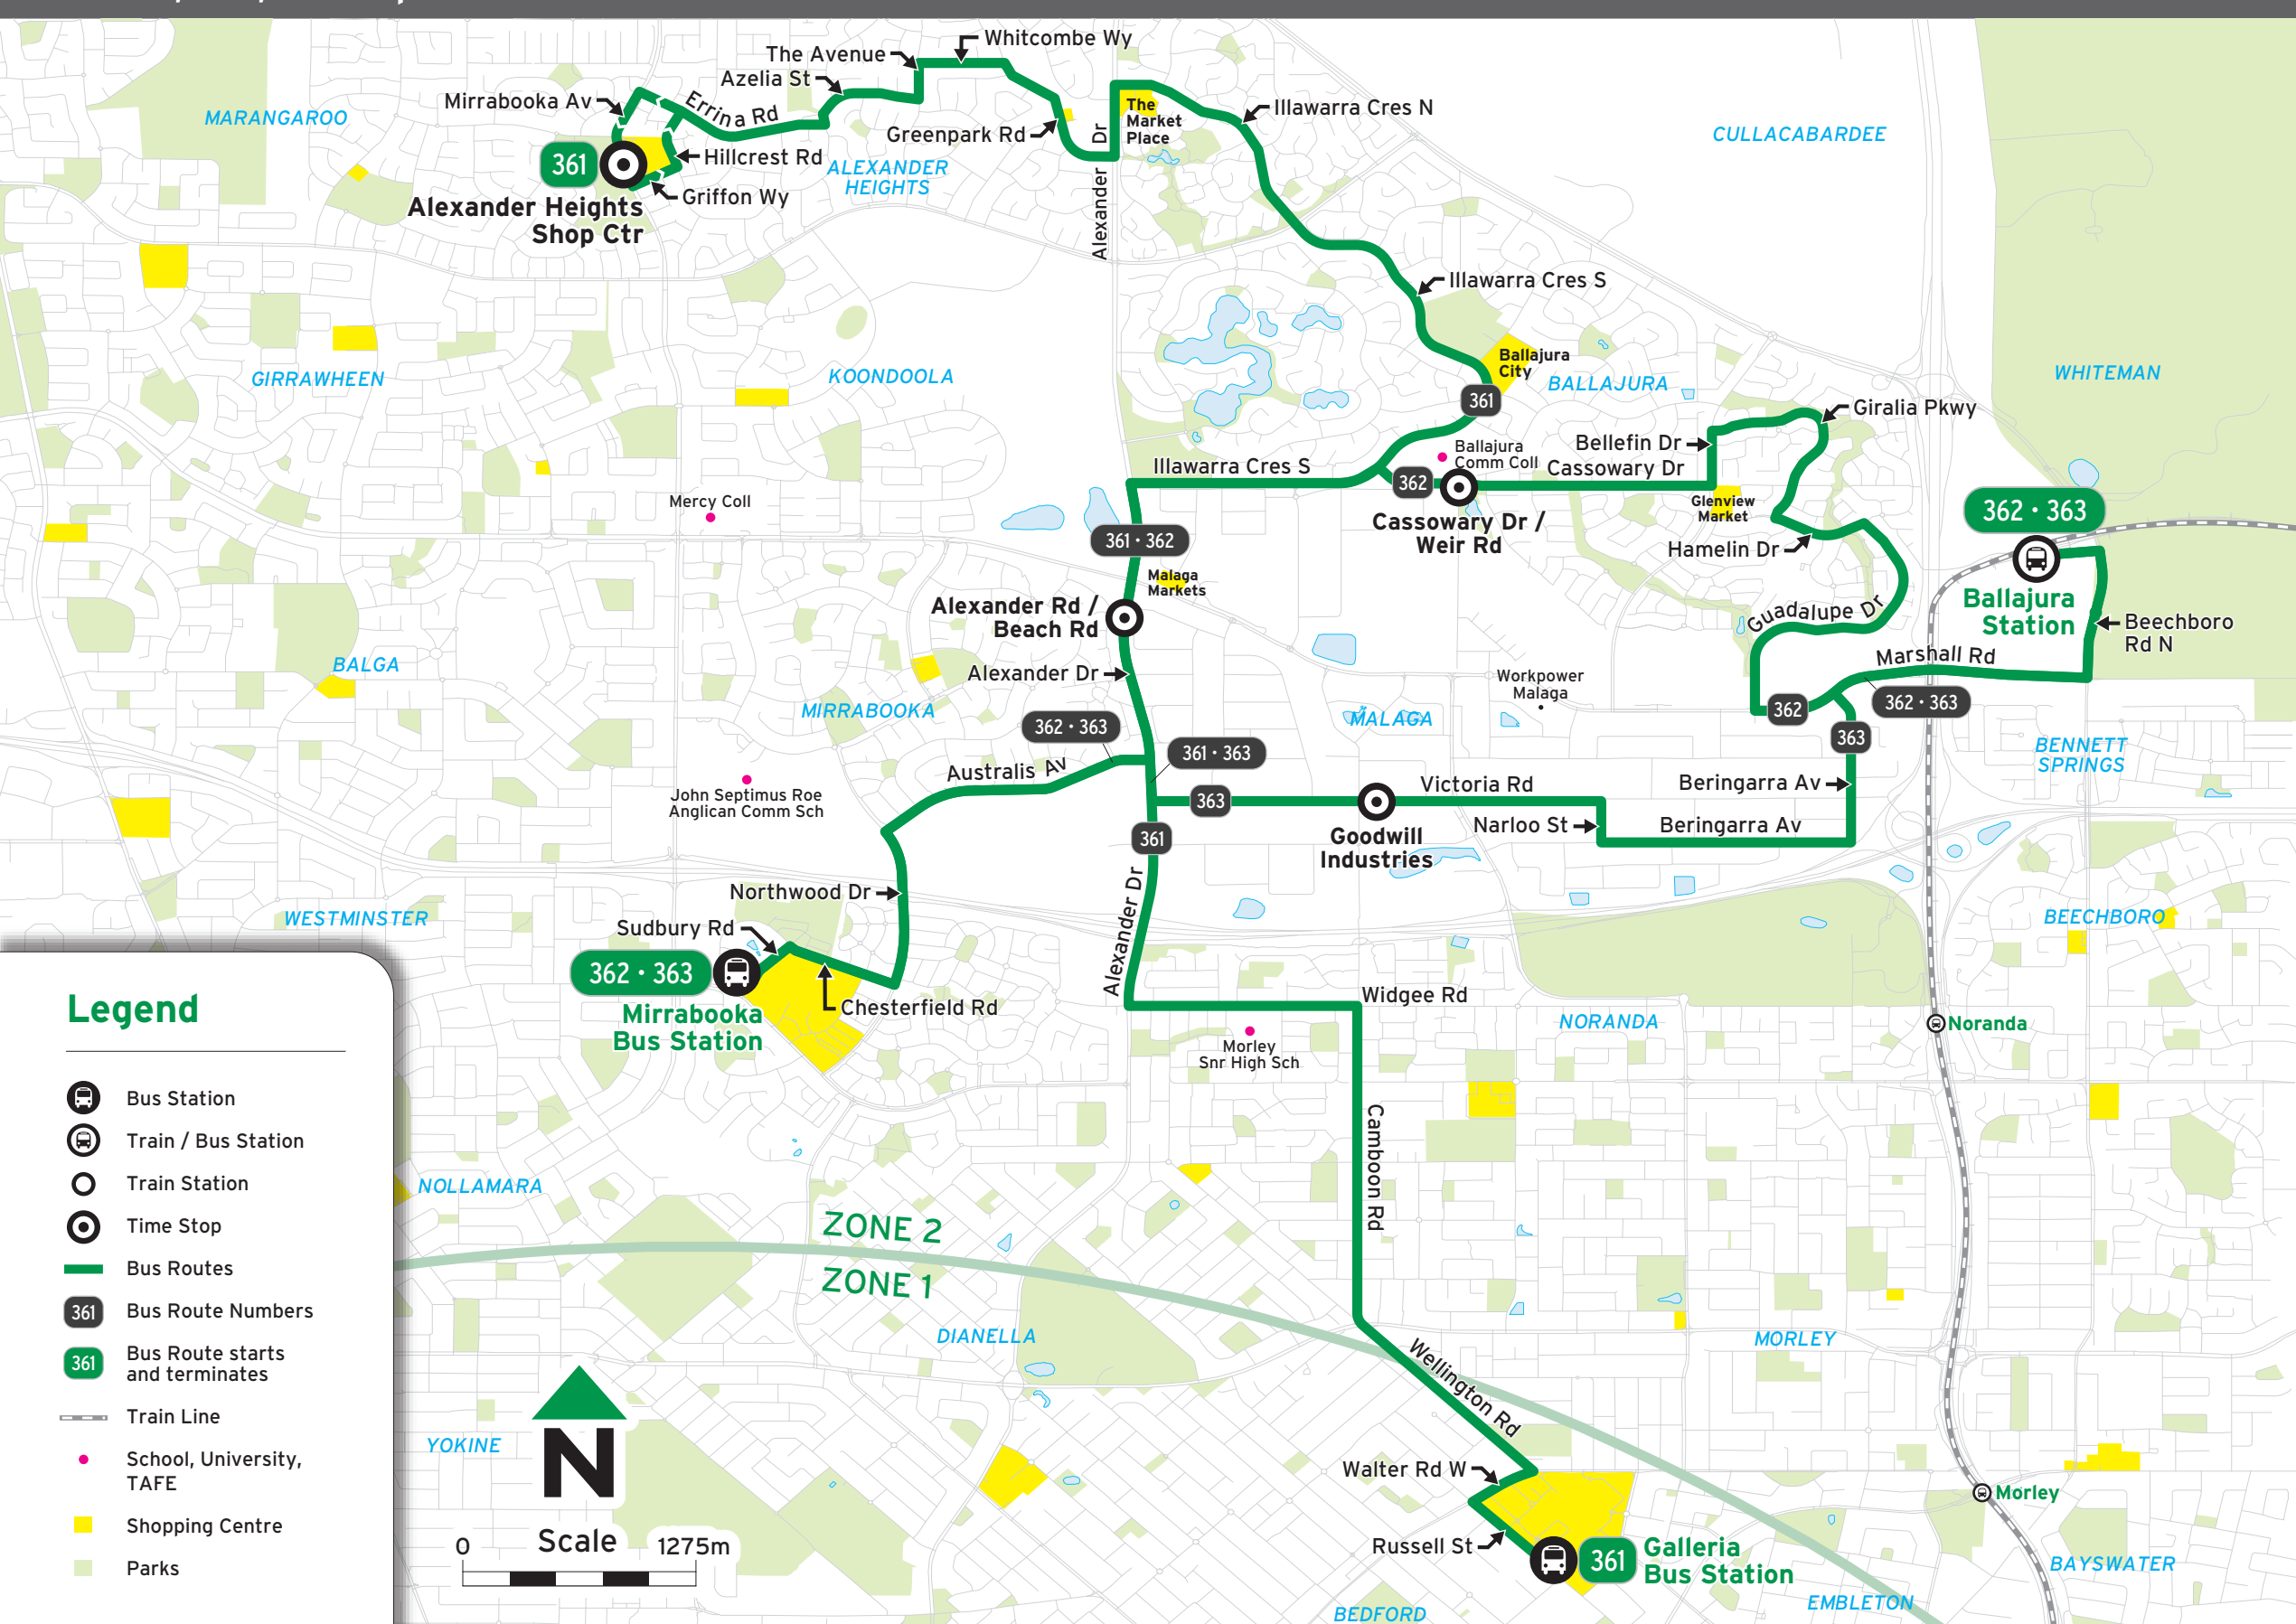 Whitcombe Wy
The Avenue
Azelia St
Mirrabooka Av
Errina Rd
Greenpark Rd
Alexander Dr
The
Market
Place
Illawarra Cres N
MARANGAROO
CULLACABARDEE
361
Hillcrest Rd
Griffon Wy
ALEXANDER
HEIGHTS
Alexander Heights
Shop Ctr
Illawarra Cres S
Ballajura
City
BALLAJURA
GIRRAWHEEN
KOONDOOLA
WHITEMAN
361
Giralia Pkwy
Bellefin Dr
Cassowary Dr
Ballajura
Comm Coll
Illawarra Cres S
362
Cassowary Dr /
Weir Rd
Glenview
Market
Hamelin Dr
Mercy Coll
362 • 363
Ballajura
Station
361 • 362
Malaga
Markets
Alexander Rd /
Beach Rd
Guadalupe Dr
Beechboro
Rd N
Marshall Rd
BALGA
Alexander Dr
Workpower
Malaga
MIRRABOOKA
MALAGA
362
362 • 363
363
362 • 363
361 • 363
BENNETT
SPRINGS
Australis Av
John Septimus Roe
Anglican Comm Sch
363
Victoria Rd
Beringarra Av
Narloo St
Beringarra Av
Goodwill
Industries
361
Alexander Dr
Northwood Dr
WESTMINSTER
BEECHBORO
Sudbury Rd
362 • 363
Mirrabooka
Bus Station
Chesterfield Rd
Widgee Rd
NORANDA
Noranda
Morley
Snr High Sch
Camboon Rd
NOLLAMARA
ZONE 2
ZONE 1
DIANELLA
MORLEY
Wellington Rd
YOKINE
Walter Rd W
Morley
Russell St
361
Galleria
Bus Station
BAYSWATER
EMBLETON
BEDFORD
Legend
Bus Station
Train / Bus Station
Train Station
Time Stop
Bus Routes
361
Bus Route Numbers
361
Bus Route starts
and terminates
Train Line
School, University,
TAFE
Shopping Centre
Parks
N
0
Scale
1275m